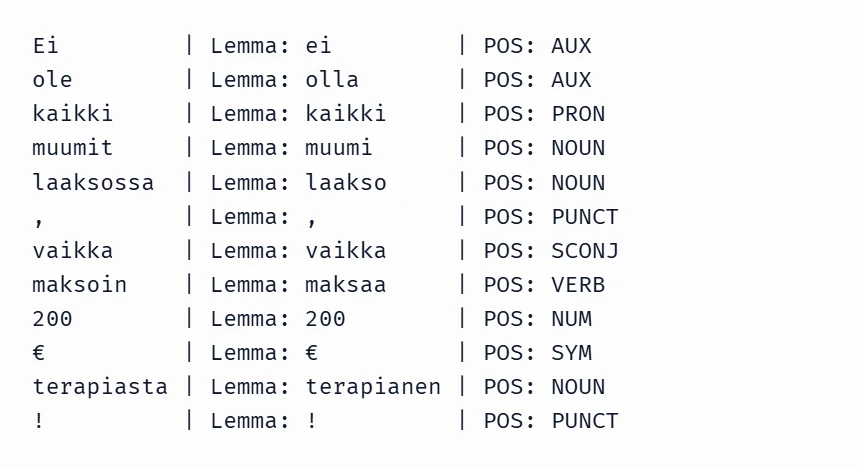 Ei | Lemma: ei | POS: AUX
ole | Lemma: olla | POS: AUX
kaikki | Lemma: kaikki | POS: PRON
muumit | Lemma: muumi | POS: NOUN
laaksossa | Lemma: laakso | POS: NOUN
, | Lemma: , | POS: PUNCT
vaikka | Lemma: vaikka | POS: SCONJ
maksoin | Lemma: maksaa | POS: VERB
200 | Lemma: 200 | POS: NUM
€ | Lemma: € | POS: SYM
terapiasta | Lemma: terapianen | POS: NOUN
! | Lemma: ! | POS: PUNCT